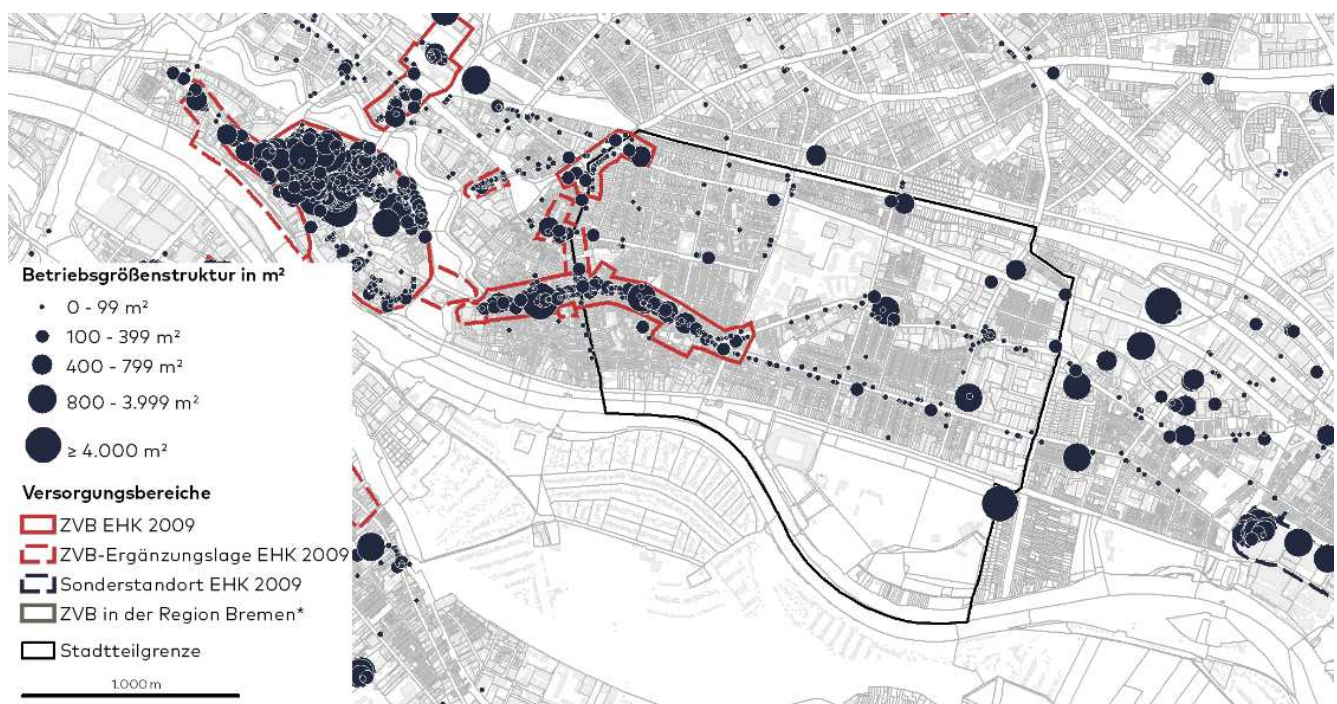 Betriebsgrößenstruktur in m²
0 - 99 m²
100 - 399 m²
400 - 799 m²
800 - 3.999 m²
≥ 4.000 m²
Versorgungsbereiche
ZVB EHK 2009
ZVB-Ergänzungslage EHK 2009
Sonderstandort EHK 2009
ZVB in der Region Bremen*
Stadtteilgrenze
1.000 m